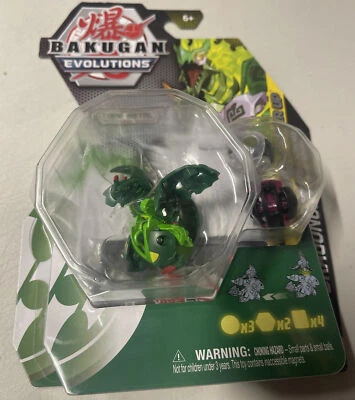 爆
BAKUGAN
EVOLUTIONS
6+
x3 x2 x4
WARNING: CHOKING HAZARD – Small parts & small balls.
Not for children under 3 years. This toy contains inaccessible magnets.